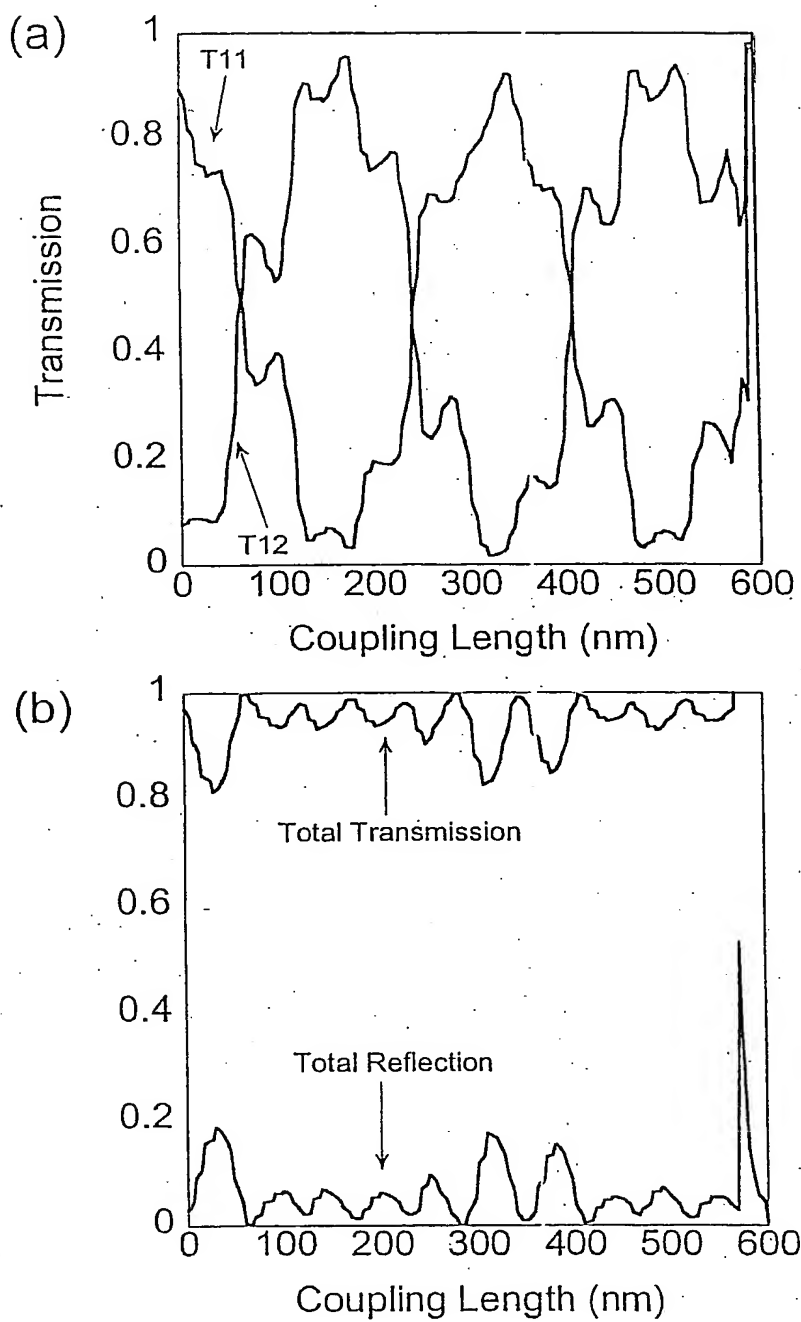 (a)
1
T11
0.8
0.6
0.4
0.2
0
T12
Transmission
0 100 200 300 400 500 600
Coupling Length (nm)
(b)
1
0.8
Total Transmission
0.6
0.4
Total Reflection
0.2
0
0 100 200 300 400 500 600
Coupling Length (nm)